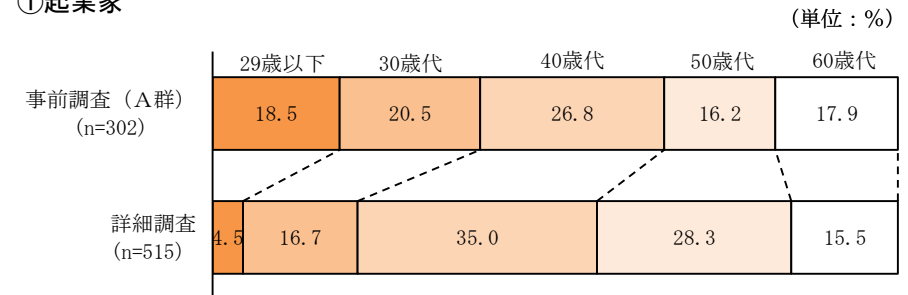 ①起業家
（単位：％）
29歳以下 30歳代 40歳代 50歳代 60歳代
事前調査（Ａ群）
(n=302)
18.5 20.5 26.8 16.2 17.9
詳細調査
(n=515)
4.5 16.7 35.0 28.3 15.5